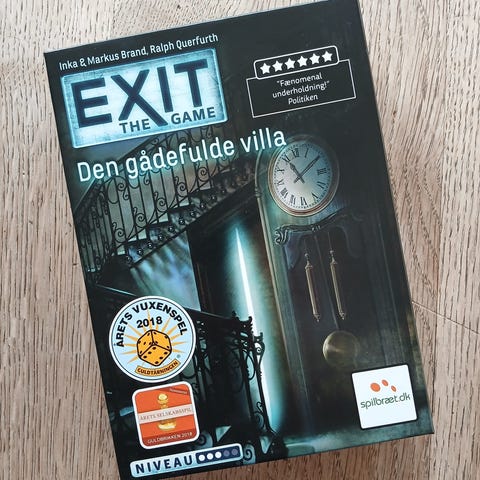 Inka & Markus Brand, Ralph Querfurth
EXIT
THE GAME
"Fænomenal
underholdning!"
Politiken
Den gådefulde villa
ÅRETS VUXENSPEL
2018
GULDTÄRNINGEN
ÅRETS SELSKABSSPIL
GULDBRIKKEN 2018
spilbræt.dk
NIVEAU